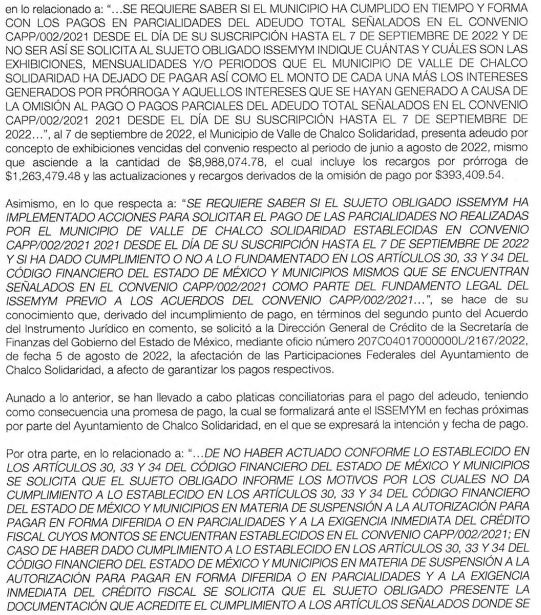 en lo relacionado a: “...SE REQUIERE SABER SI EL MUNICIPIO HA CUMPLIDO EN TIEMPO Y FORMA
CON LOS PAGOS EN PARCIALIDADES DEL ADEUDO TOTAL SEÑALADOS EN EL CONVENIO
CAPP/002/2021 DESDE EL DÍA DE SU SUSCRIPCIÓN HASTA EL 7 DE SEPTIEMBRE DE 2022 Y DE
NO SER ASÍ SE SOLICITA AL SUJETO OBLIGADO ISSEMYM INDIQUE CUÁNTAS Y CUÁLES SON LAS
EXHIBICIONES, MENSUALIDADES Y/O PERIODOS QUE EL MUNICIPIO DE VALLE DE CHALCO
SOLIDARIDAD HA DEJADO DE PAGAR ASÍ COMO EL MONTO DE CADA UNA MÁS LOS INTERESES
GENERADOS POR PRÓRROGA Y AQUELLOS INTERESES QUE SE HAYAN GENERADO A CAUSA DE
LA OMISIÓN AL PAGO O PAGOS PARCIALES DEL ADEUDO TOTAL SEÑALADOS EN EL CONVENIO
CAPP/002/2021 2021 DESDE EL DÍA DE SU SUSCRIPCIÓN HASTA EL 7 DE SEPTIEMBRE DE
2022...”, al 7 de septiembre de 2022, el Municipio de Valle de Chalco Solidaridad, presenta adeudo por
concepto de exhibiciones vencidas del convenio respecto al periodo de junio a agosto de 2022, mismo
que asciende a la cantidad de $8,988,074.78, el cual incluye los recargos por prórroga de
$1,263,479.48 y las actualizaciones y recargos derivados de la omisión de pago por $393,409.54.
Asimismo, en lo que respecta a: “SE REQUIERE SABER SI EL SUJETO OBLIGADO ISSEMYM HA
IMPLEMENTADO ACCIONES PARA SOLICITAR EL PAGO DE LAS PARCIALIDADES NO REALIZADAS
POR EL MUNICIPIO DE VALLE DE CHALCO SOLIDARIDAD ESTABLECIDAS EN CONVENIO
CAPP/002/2021 2021 DESDE EL DÍA DE SU SUSCRIPCIÓN HASTA EL 7 DE SEPTIEMBRE DE 2022
Y SI HA DADO CUMPLIMIENTO O NO A LO FUNDAMENTADO EN LOS ARTÍCULOS 30, 33 Y 34 DEL
CÓDIGO FINANCIERO DEL ESTADO DE MÉXICO Y MUNICIPIOS MISMOS QUE SE ENCUENTRAN
SEÑALADOS EN EL CONVENIO CAPP/002/2021 COMO PARTE DEL FUNDAMENTO LEGAL DEL
ISSEMYM PREVIO A LOS ACUERDOS DEL CONVENIO CAPP/002/2021...”, se hace de su
conocimiento que, derivado del incumplimiento de pago, en términos del segundo punto del Acuerdo
del Instrumento Jurídico en comento, se solicitó a la Dirección General de Crédito de la Secretaría de
Finanzas del Gobierno del Estado de México, mediante oficio número 207C04017000000L/2167/2022,
de fecha 5 de agosto de 2022, la afectación de las Participaciones Federales del Ayuntamiento de
Chalco Solidaridad, a afecto de garantizar los pagos respectivos.
Aunado a lo anterior, se han llevado a cabo platicas conciliatorias para el pago del adeudo, teniendo
como consecuencia una promesa de pago, la cual se formalizará ante el ISSEMYM en fechas próximas
por parte del Ayuntamiento de Chalco Solidaridad, en el que se expresará la intención y fecha de pago.
Por otra parte, en lo relacionado a: “...DE NO HABER ACTUADO CONFORME LO ESTABLECIDO EN
LOS ARTÍCULOS 30, 33 Y 34 DEL CÓDIGO FINANCIERO DEL ESTADO DE MÉXICO Y MUNICIPIOS
SE SOLICITA QUE EL SUJETO OBLIGADO INFORME LOS MOTIVOS POR LOS CUALES NO DA
CUMPLIMIENTO A LO ESTABLECIDO EN LOS ARTÍCULOS 30, 33 Y 34 DEL CÓDIGO FINANCIERO
DEL ESTADO DE MÉXICO Y MUNICIPIOS EN MATERIA DE SUSPENSIÓN A LA AUTORIZACIÓN PARA
PAGAR EN FORMA DIFERIDA O EN PARCIALIDADES Y A LA EXIGENCIA INMEDIATA DEL CRÉDITO
FISCAL CUYOS MONTOS SE ENCUENTRAN ESTABLECIDOS EN EL CONVENIO CAPP/002/2021; EN
CASO DE HABER DADO CUMPLIMIENTO A LO ESTABLECIDO EN LOS ARTÍCULOS 30, 33 Y 34 DEL
CÓDIGO FINANCIERO DEL ESTADO DE MÉXICO Y MUNICIPIOS EN MATERIA DE SUSPENSIÓN A LA
AUTORIZACIÓN PARA PAGAR EN FORMA DIFERIDA O EN PARCIALIDADES Y A LA EXIGENCIA
INMEDIATA DEL CRÉDITO FISCAL SE SOLICITA QUE EL SUJETO OBLIGADO PRESENTE LA
DOCUMENTACIÓN QUE ACREDITE EL CUMPLIMIENTO A LOS ARTÍCULOS SEÑALADOS DONDE SE